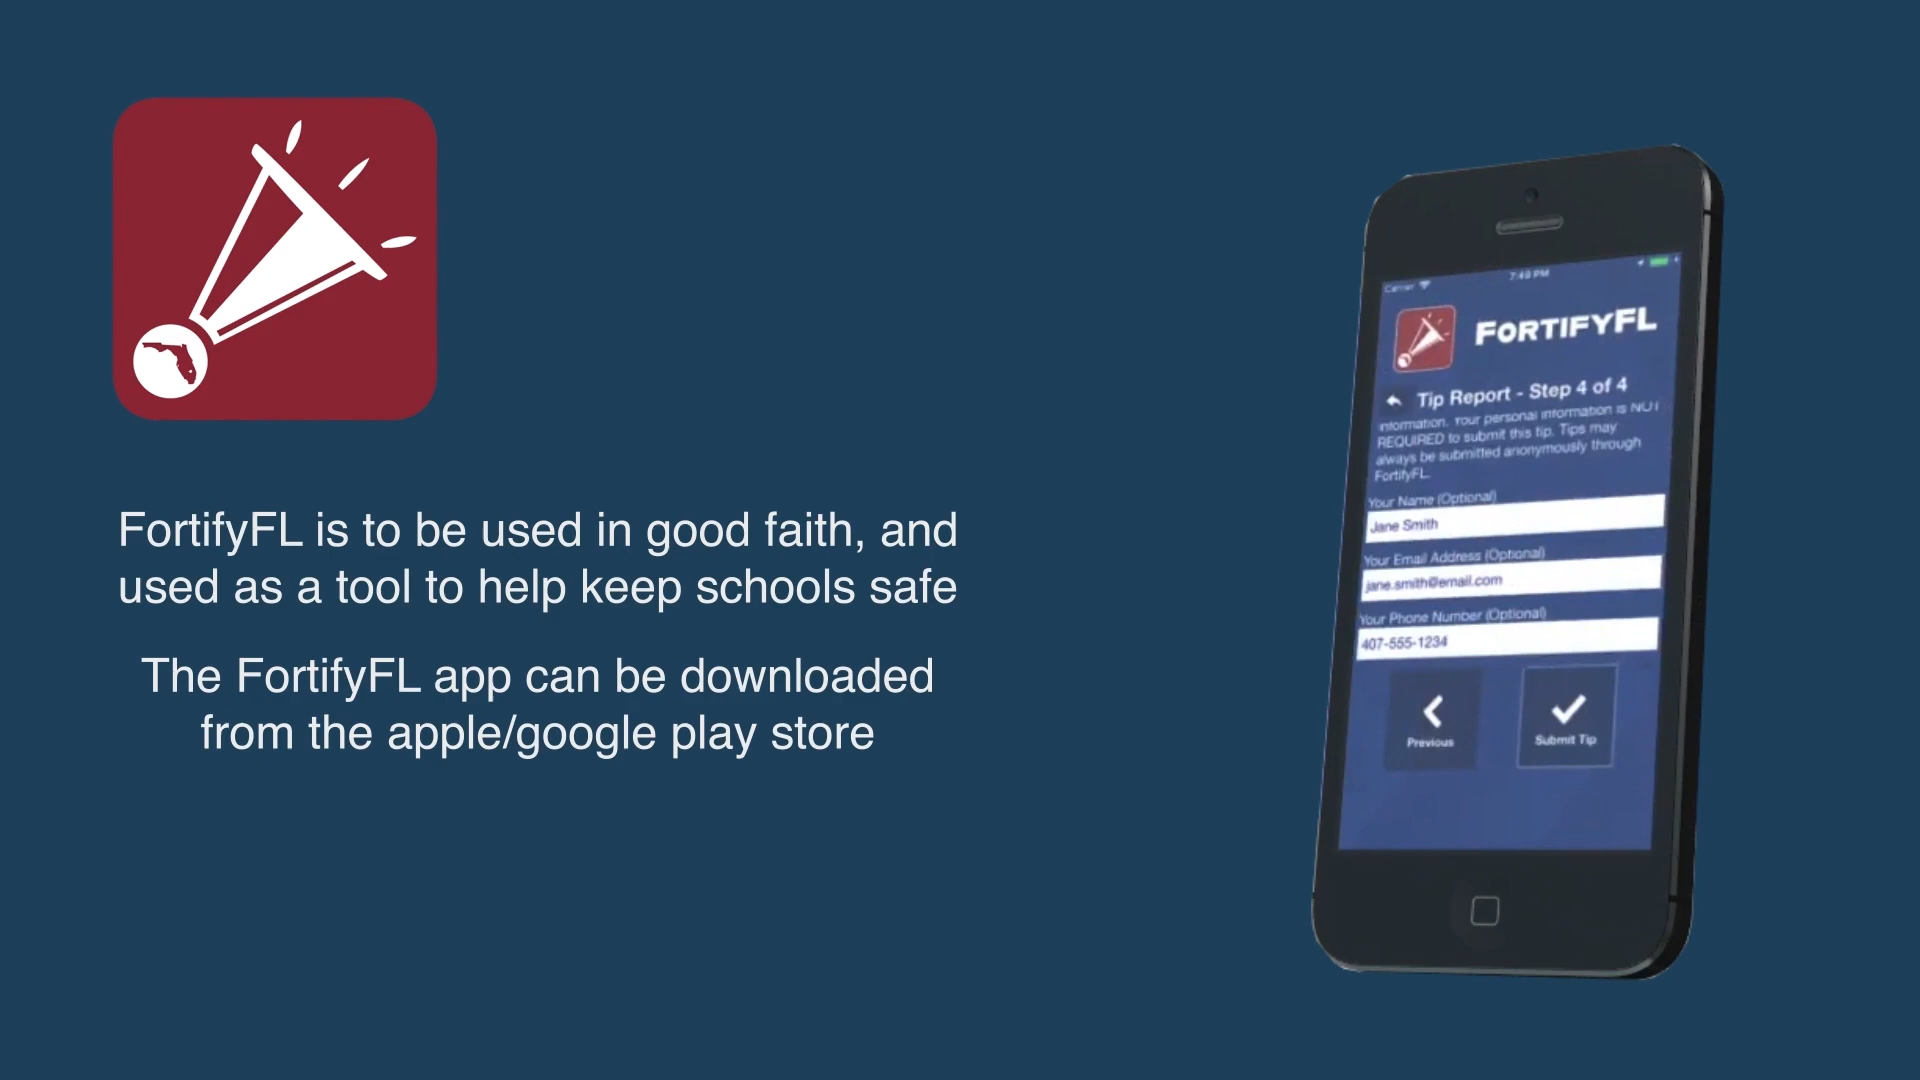 FortifyFL is to be used in good faith, and
used as a tool to help keep schools safe
The FortifyFL app can be downloaded
from the apple/google play store
Carrier
7:49 PM
FORTIFYFL
Tip Report - Step 4 of 4
information. Your personal information is NOT
REQUIRED to submit this tip. Tips may
always be submitted anonymously through
FortifyFL.
Your Name (Optional)
Jane Smith
Your Email Address (Optional)
jane.smith@email.com
Your Phone Number (Optional)
407-555-1234
Previous
Submit Tip